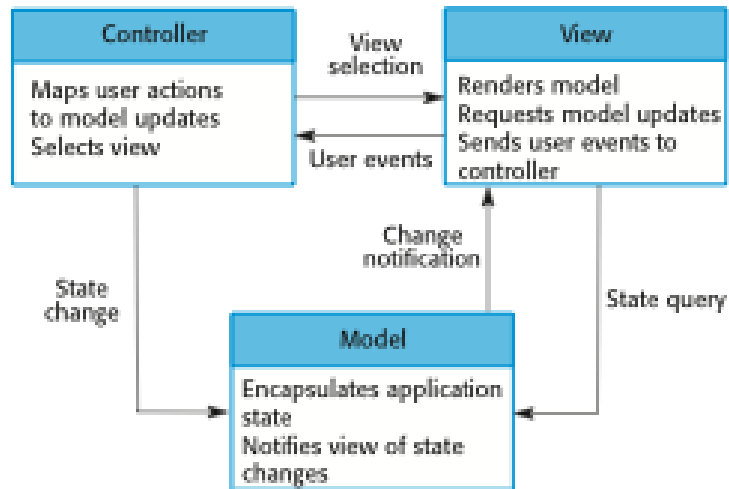 Controller
Maps user actions
to model updates
Selects view
View
selection
User events
View
Renders model
Requests model updates
Sends user events to
controller
State
change
Change
notification
State query
Model
Encapsulates application
state
Notifies view of state
changes